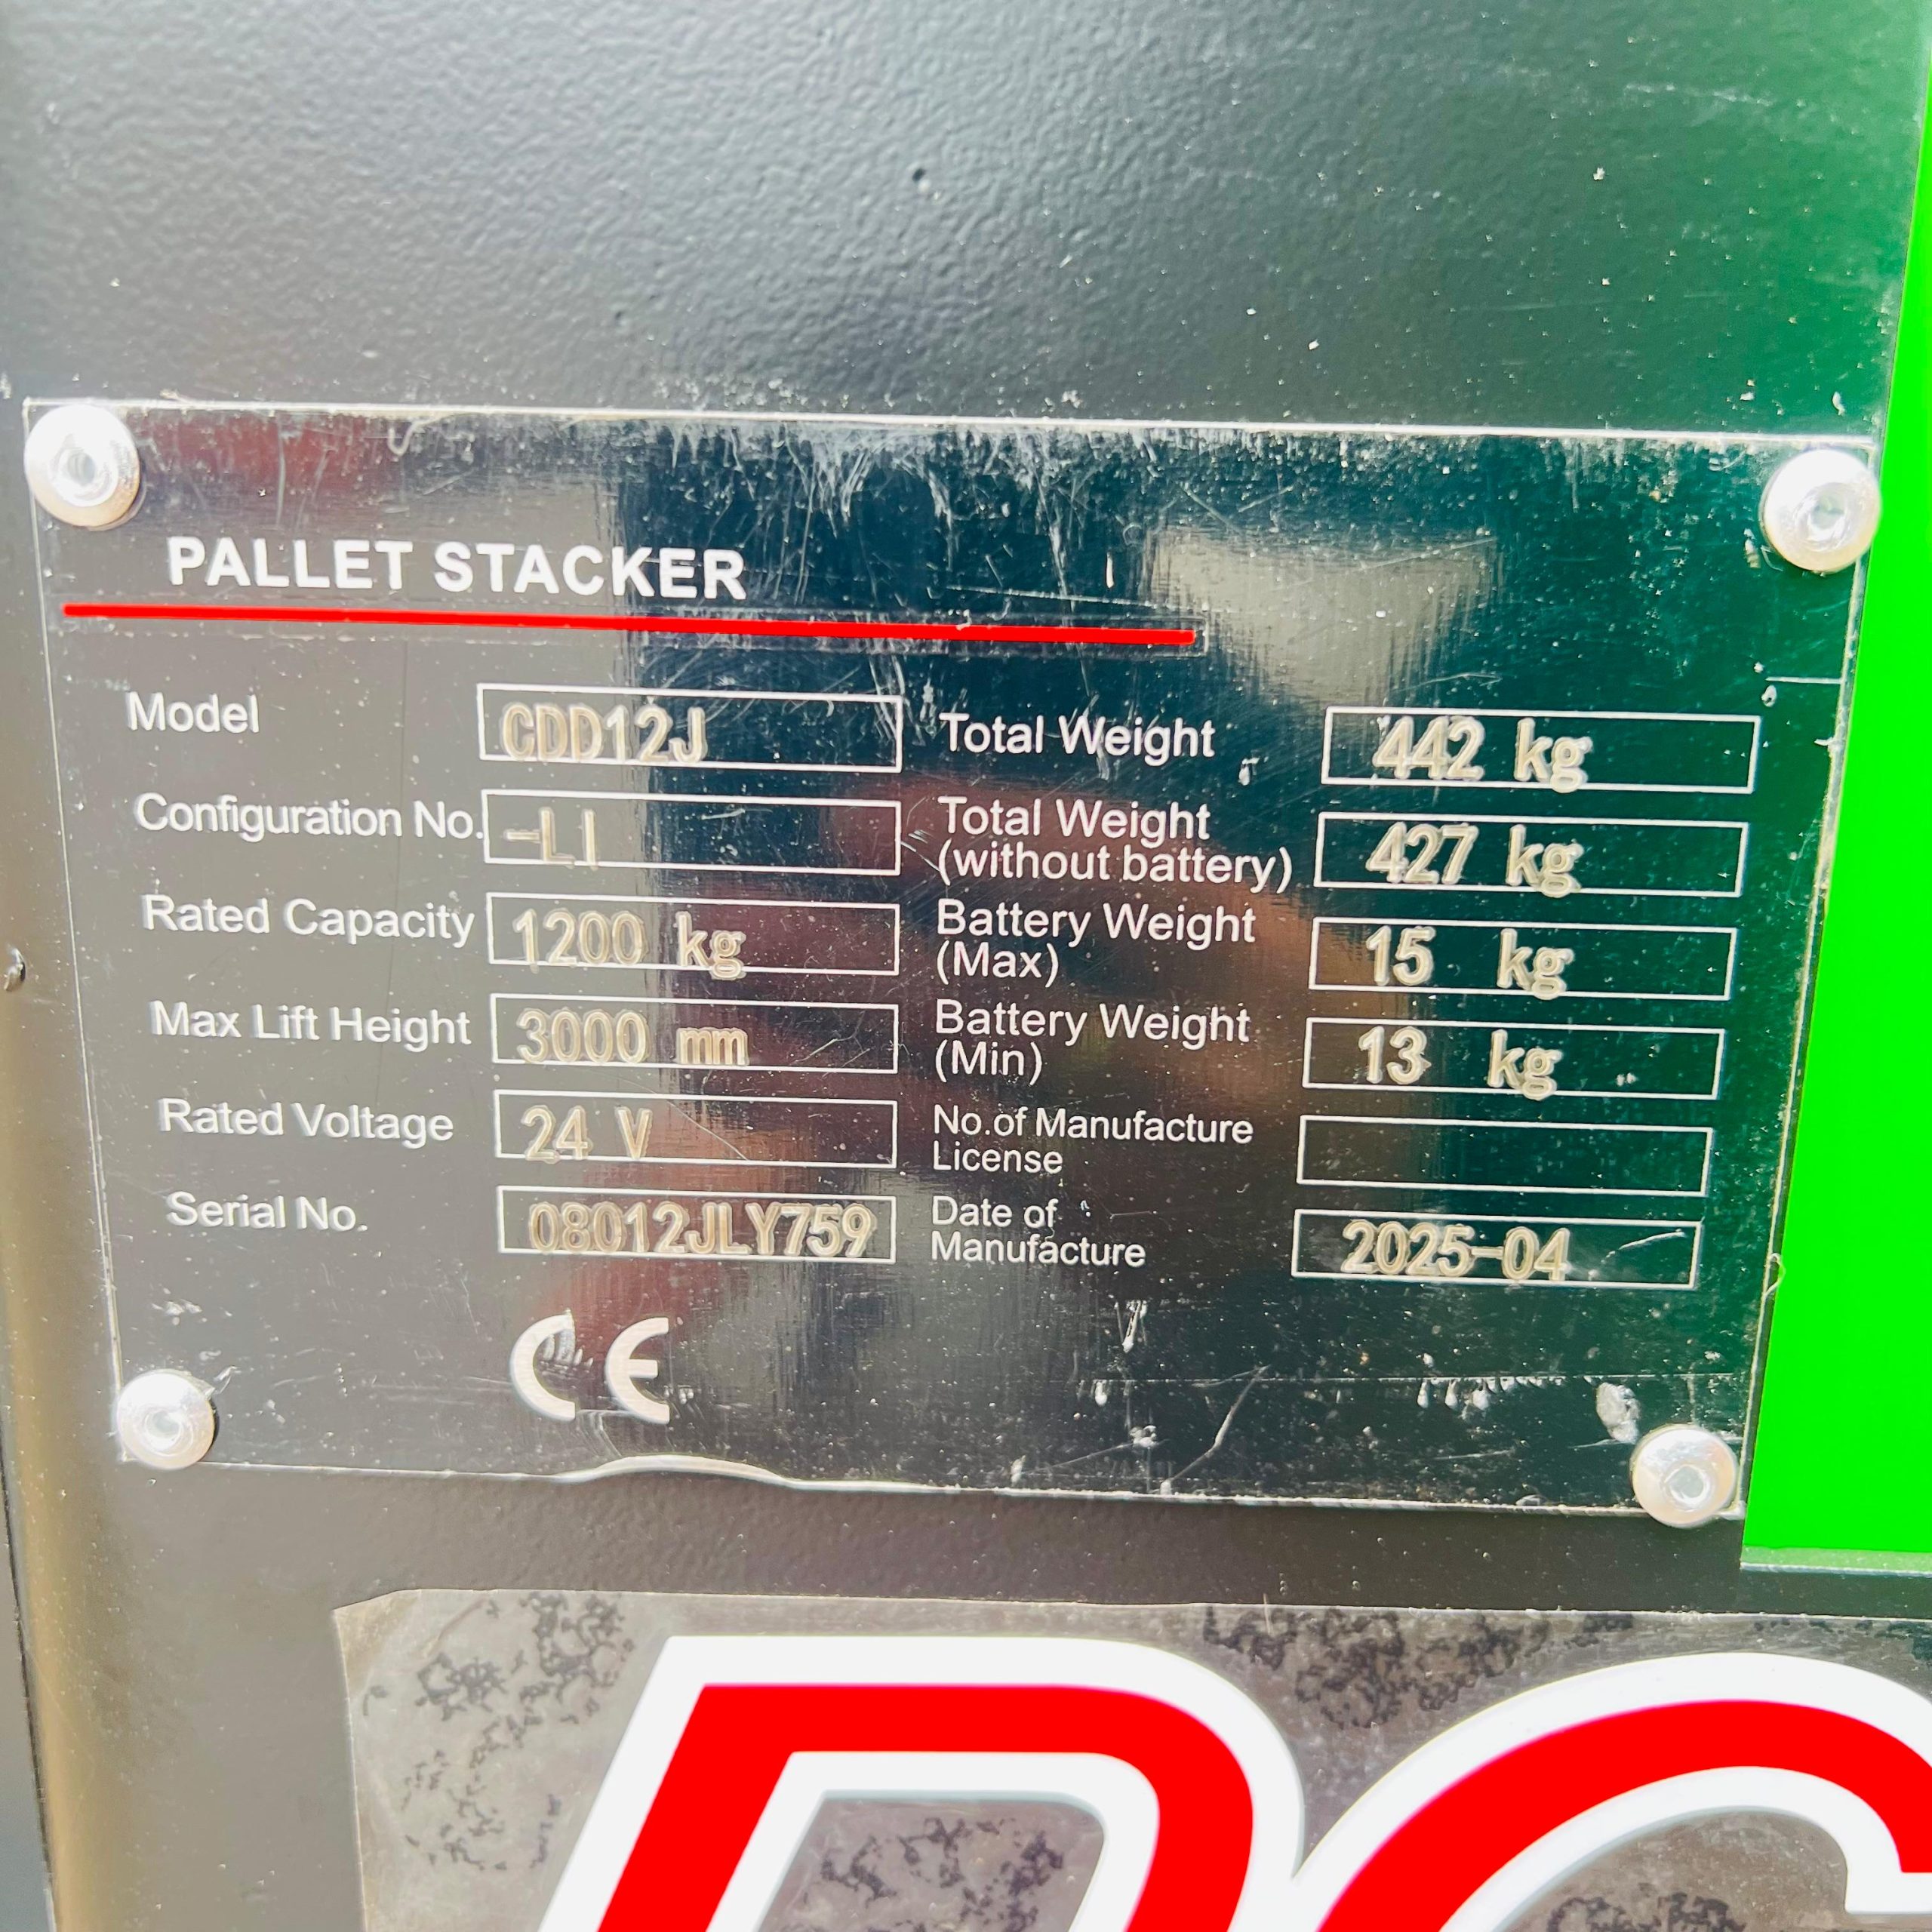 PALLET STACKER
Model CDD12J
Configuration No. -LI
Rated Capacity 1200 kg
Max Lift Height 3000 mm
Rated Voltage 24 V
Serial No. 08012JLY759
Total Weight 442 kg
Total Weight
(without battery) 427 kg
Battery Weight
(Max) 15 kg
Battery Weight
(Min) 13 kg
No.of Manufacture
License
Date of
Manufacture 2025-04
CE